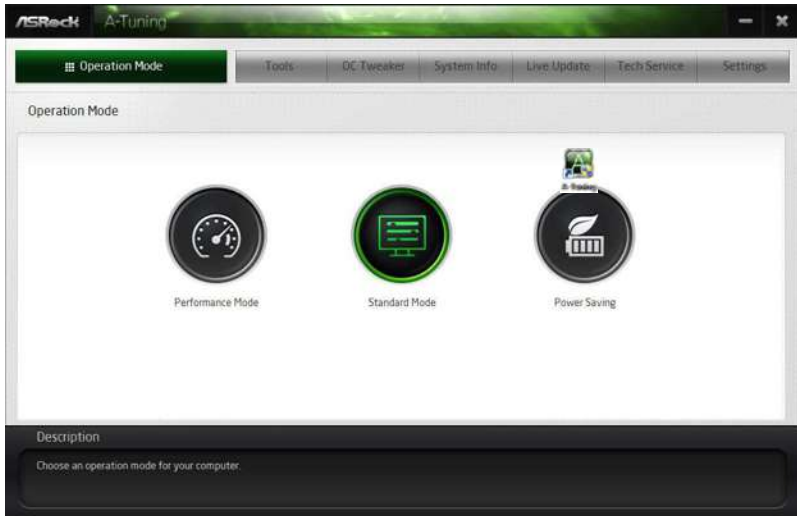 ASRock A-Tuning
Operation Mode Tools OC Tweaker System Info Live Update Tech Service Settings
Operation Mode
A-Tuning
Performance Mode Standard Mode Power Saving
Description
Choose an operation mode for your computer.